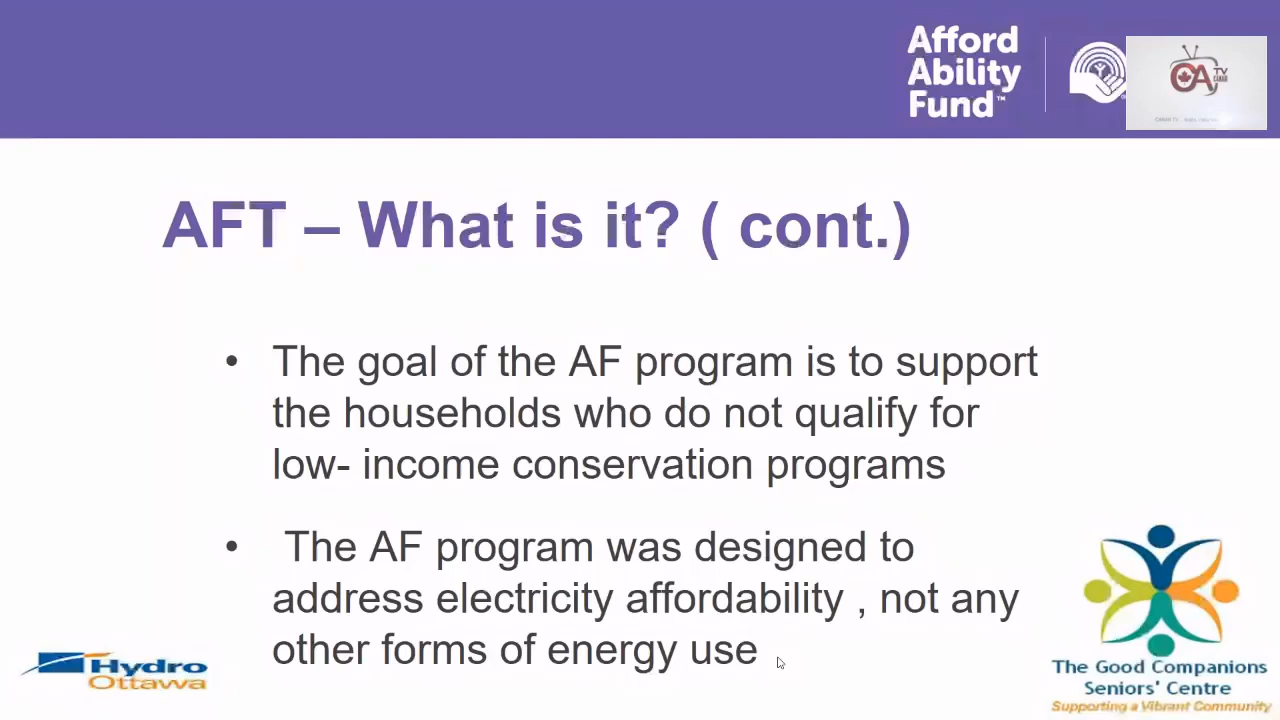 Afford
Ability
Fund™
TV
AFT – What is it? ( cont.)
• The goal of the AF program is to support
the households who do not qualify for
low- income conservation programs
• The AF program was designed to
address electricity affordability , not any
other forms of energy use
Hydro
Ottawa
The Good Companions
Seniors' Centre
Supporting a Vibrant Community